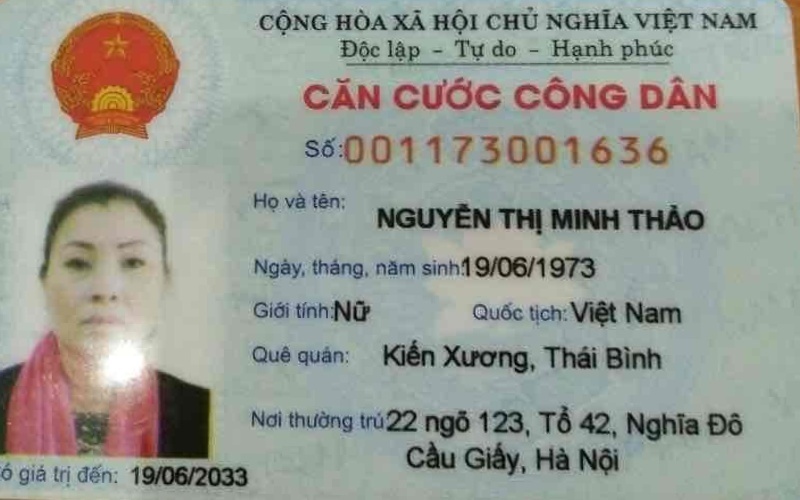 CỘNG HÒA XÃ HỘI CHỦ NGHĨA VIỆT NAM
Độc lập - Tự do - Hạnh phúc
CĂN CƯỚC CÔNG DÂN
Số: 001173001636
Họ và tên:
NGUYỄN THỊ MINH THẢO
Ngày, tháng, năm sinh: 19/06/1973
Giới tính: Nữ Quốc tịch: Việt Nam
Quê quán: Kiến Xương, Thái Bình
Nơi thường trú 22 ngõ 123, Tổ 42, Nghĩa Đô
Cầu Giấy, Hà Nội
ó giá trị đến: 19/06/2033